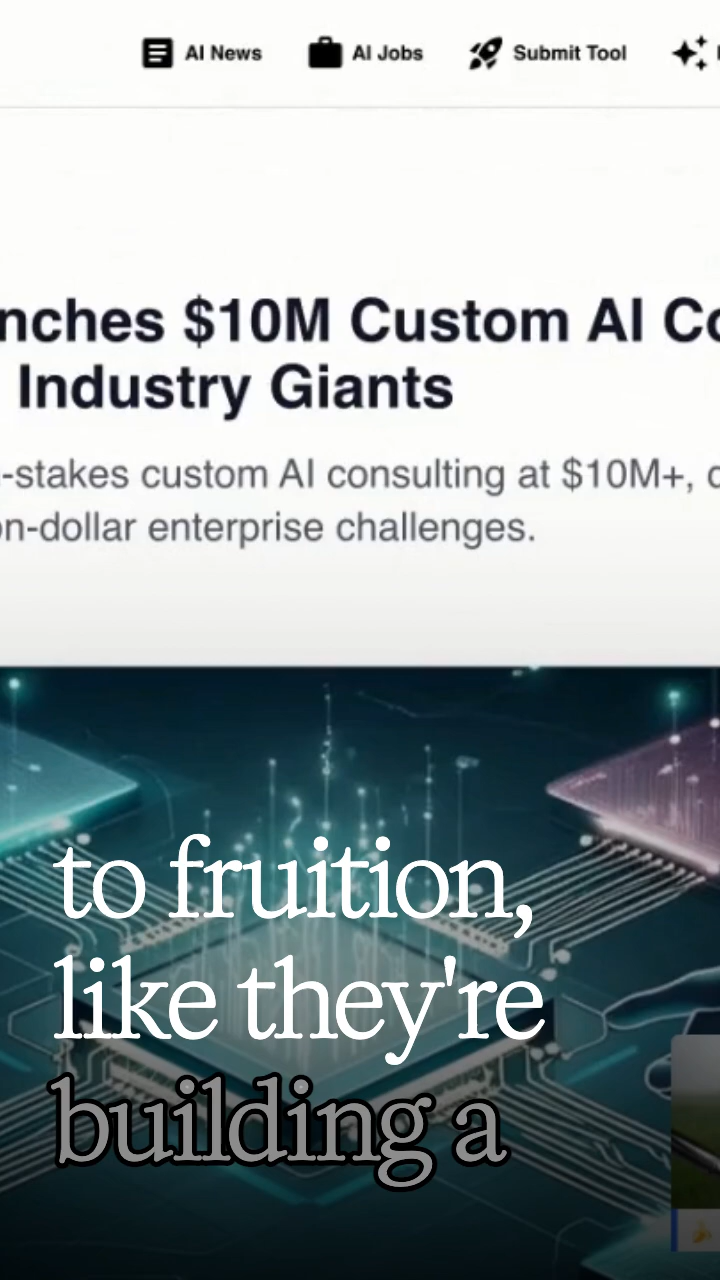 AI News AI Jobs Submit Tool
nches $10M Custom AI Co
Industry Giants
-stakes custom AI consulting at $10M+,
on-dollar enterprise challenges.
to fruition,
like they're
building a